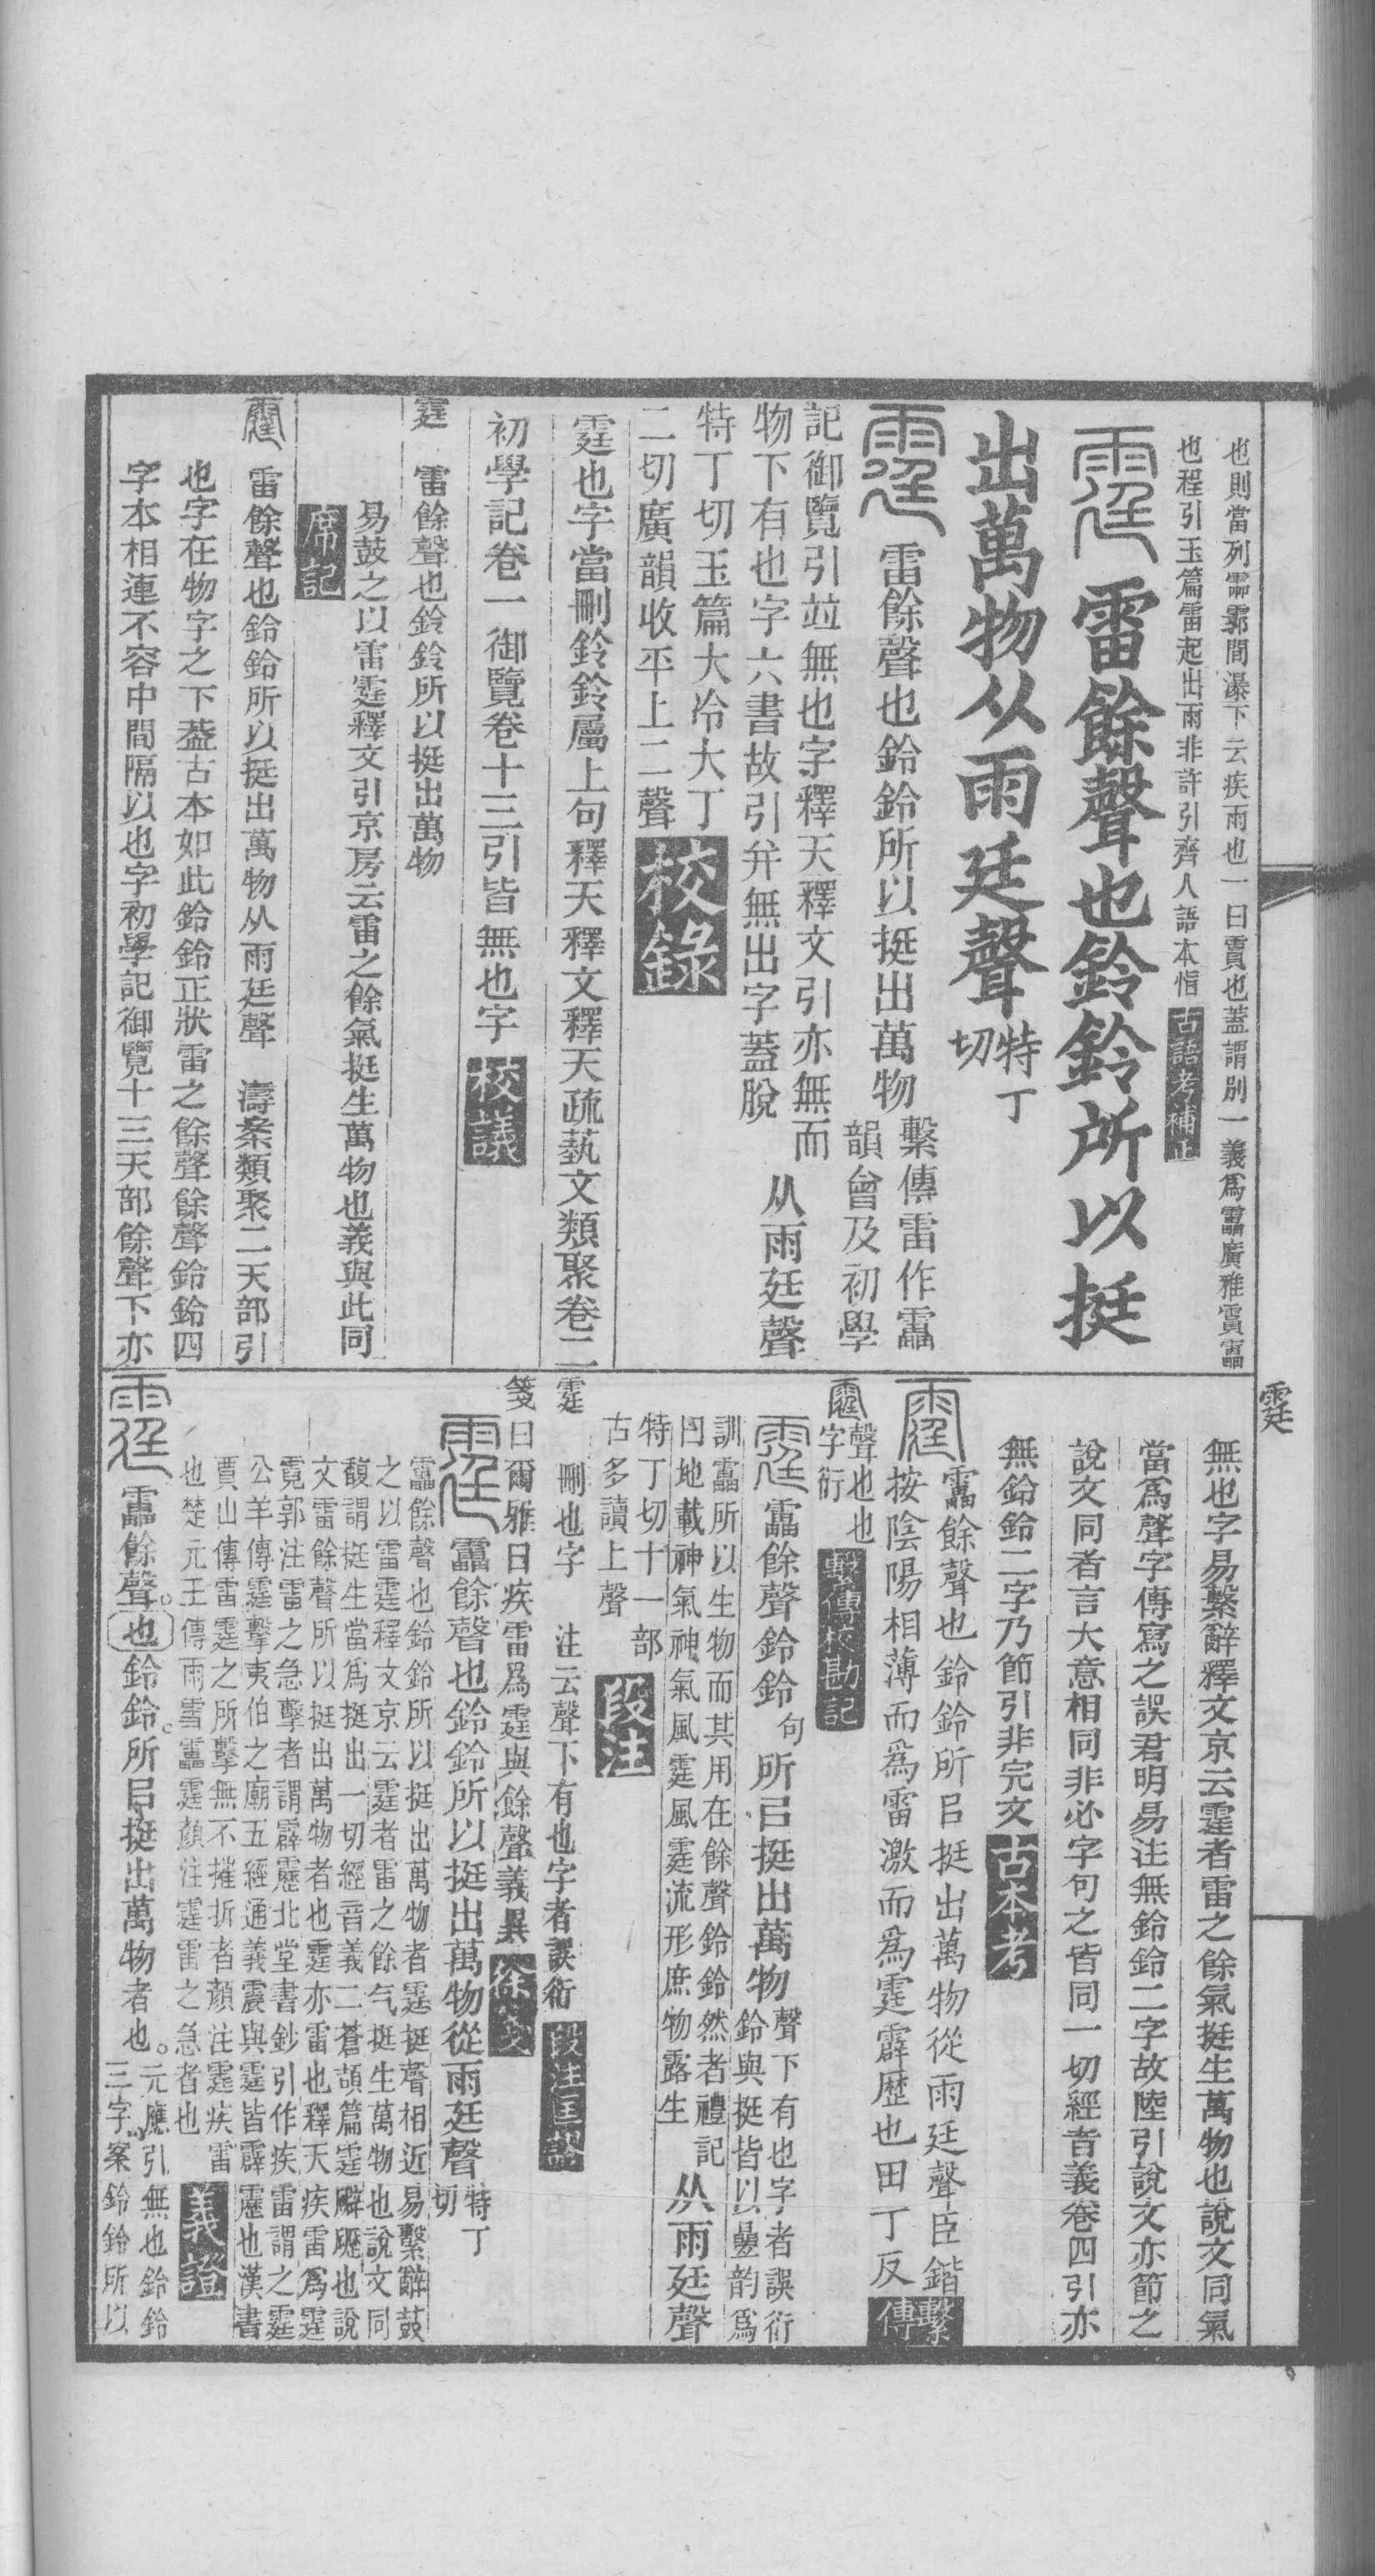 也則當列霝霩間瀑下云疾雨也一曰霣也蓋謂別一義爲靁廣雅霣靁
也程引玉篇雷起出雨非許引齊人語本恉 古語考補正
霆 雷餘聲也鈴鈴所以挺
出萬物从雨廷聲 特丁
切
霆 雷餘聲也鈴鈴所以挺出萬物
繫傳雷作靁
韻會及初學
記御覽引竝無也字釋天釋文引亦無而
物下有也字六書故引弁無出字蓋脫
从雨廷聲
特丁切玉篇大冷大丁
二切廣韻收平上二聲
校錄
霆也字當刪鈴鈴屬上句釋天釋文釋天疏藝文類聚卷二
初學記卷一御覽卷十三引皆無也字 校議
霆 雷餘聲也鈴鈴所以挺出萬物
易鼓之以雷霆釋文引京房云雷之餘氣挺生萬物也義與此同
席記
霆 雷餘聲也鈴鈴所以挺出萬物从雨廷聲 濤案類聚二天部引
也字在物字之下葢古本如此鈴鈴正狀雷之餘聲餘聲鈴鈴四
字本相連不容中間隔以也字初學記御覽十三天部餘聲下亦
霆
無也字易繫辭釋文京云霆者雷之餘氣挺生萬物也說文同氣
當爲聲字傳寫之誤君明易注無鈴鈴二字故陸引說文亦節之
說文同者言大意相同非必字句之皆同一切經音義卷四引亦
無鈴鈴二字乃節引非完文 古本考
霆 靁餘聲也鈴鈴所㠯挺出萬物從雨廷聲臣鍇
按陰陽相薄而爲雷激而爲霆霹歷也田丁反 繫傳
霆 聲也也
字衍
繫傳校勘記
霆 靁餘聲鈴鈴 句 所㠯挺出萬物
聲下有也字者誤衍
鈴與挺皆以疊韵爲
訓靁所以生物而其用在餘聲鈴鈴然者禮記
曰地載神氣神氣風霆風霆流形庶物露生
从雨廷聲
特丁切十一部
古多讀上聲
段注
霆 刪也字 注云聲下有也字者誤衍 段注匡謬
箋曰爾雅曰疾雷爲霆與餘聲義異 徐箋
霆 靁餘聲也鈴鈴所以挺出萬物從雨廷聲 特丁
切
靁餘聲也鈴鈴所以挺出萬物者霆挺聲相近易繫辭鼓
之以雷霆釋文京云霆者雷之餘气挺生萬物也說文同
馥謂挺生當爲挺出一切經音義二蒼頡篇霆礔礰也說
文雷餘聲所以挺出萬物者也霆亦雷也釋天疾雷爲霆
霓郭注雷之急擊者謂霹靂北堂書鈔引作疾雷謂之霆
公羊傳霆擊夷伯之廟五經通義震與霆皆霹靂也漢書
賈山傳雷霆之所擊無不摧折者顏注霆疾雷
也楚元王傳雨雪靁霆顏注霆雷之急者也
義證
霆 靁餘聲。也鈴鈴。所㠯挺出萬物者也。
元應引無也鈴鈴
三字。案鈴鈴所以